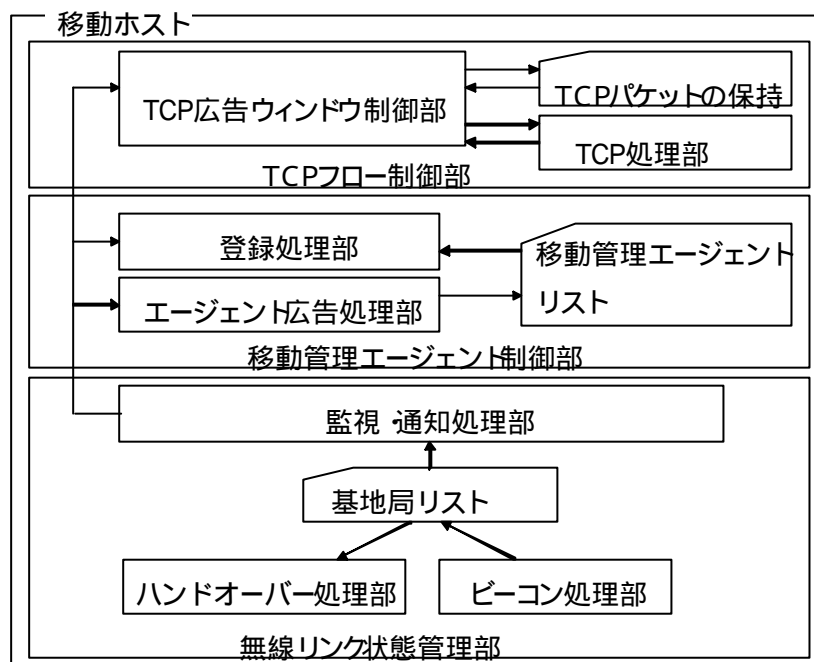 移動ホスト
TCP広告ウィンドウ制御部
TCPパケットの保持
TCP処理部
TCPフロー制御部
登録処理部
移動管理エージェント
リスト
エージェント広告処理部
移動管理エージェント制御部
監視・通知処理部
基地局リスト
ハンドオーバー処理部
ビーコン処理部
無線リンク状態管理部